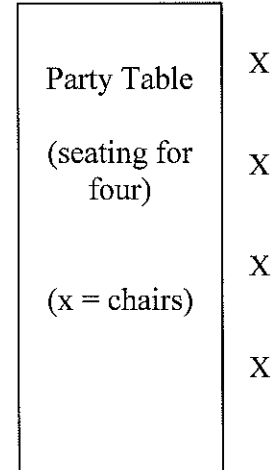 Party Table
X
(seating for
four)
X
(x = chairs)
X
X